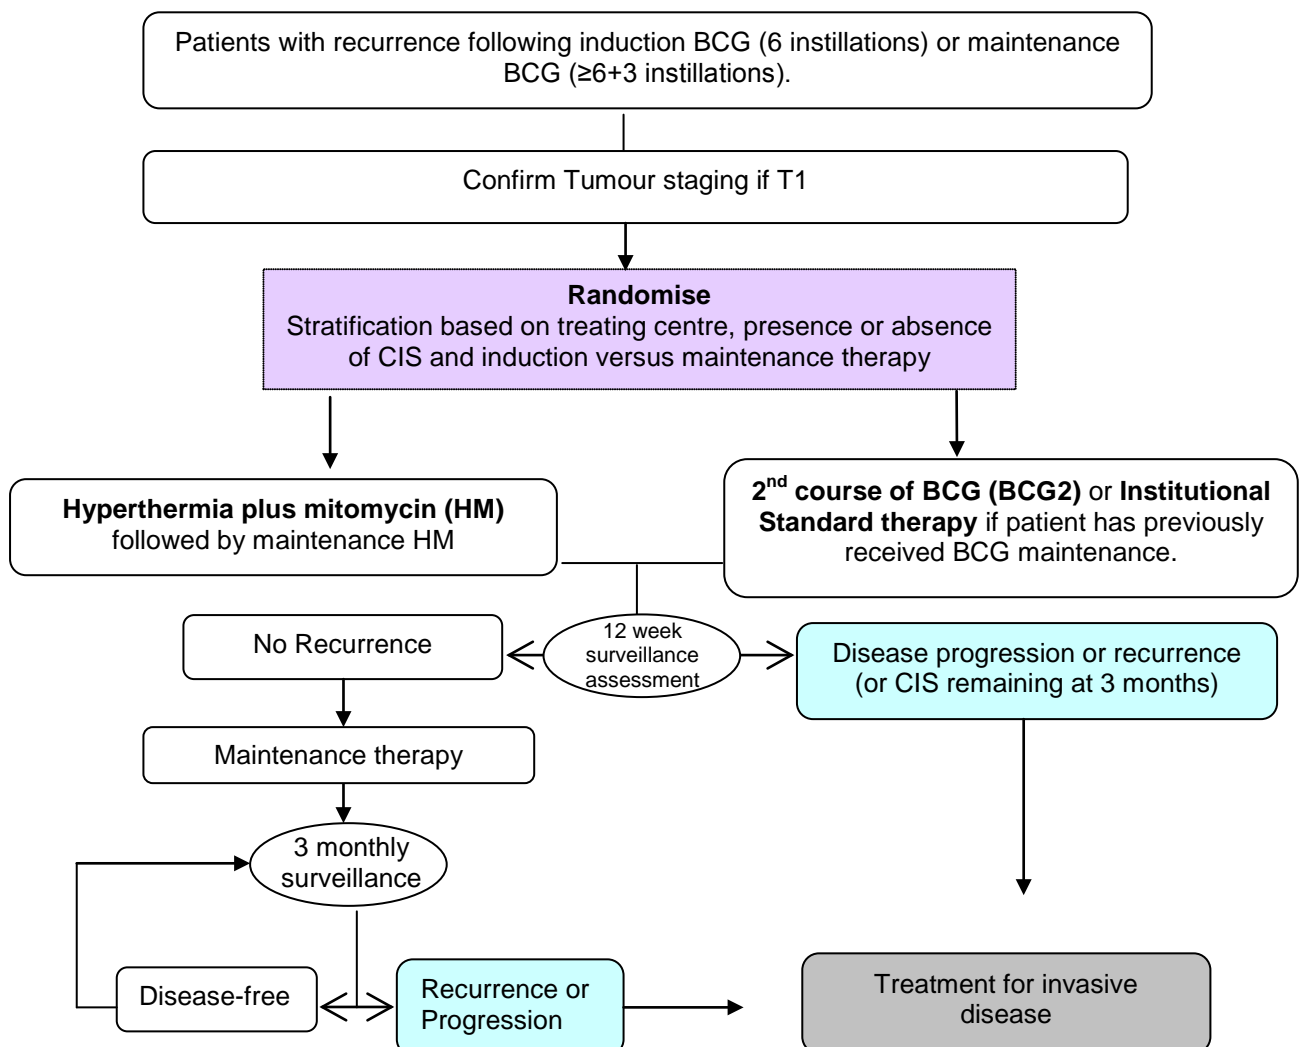 Patients with recurrence following induction BCG (6 instillations) or maintenance
BCG (≥6+3 instillations).
Confirm Tumour staging if T1
Randomise
Stratification based on treating centre, presence or absence
of CIS and induction versus maintenance therapy
Hyperthermia plus mitomycin (HM)
followed by maintenance HM
2nd course of BCG (BCG2) or Institutional
Standard therapy if patient has previously
received BCG maintenance.
No Recurrence
12 week
surveillance
assessment
Disease progression or recurrence
(or CIS remaining at 3 months)
Maintenance therapy
3 monthly
surveillance
Disease-free
Recurrence or
Progression
Treatment for invasive
disease